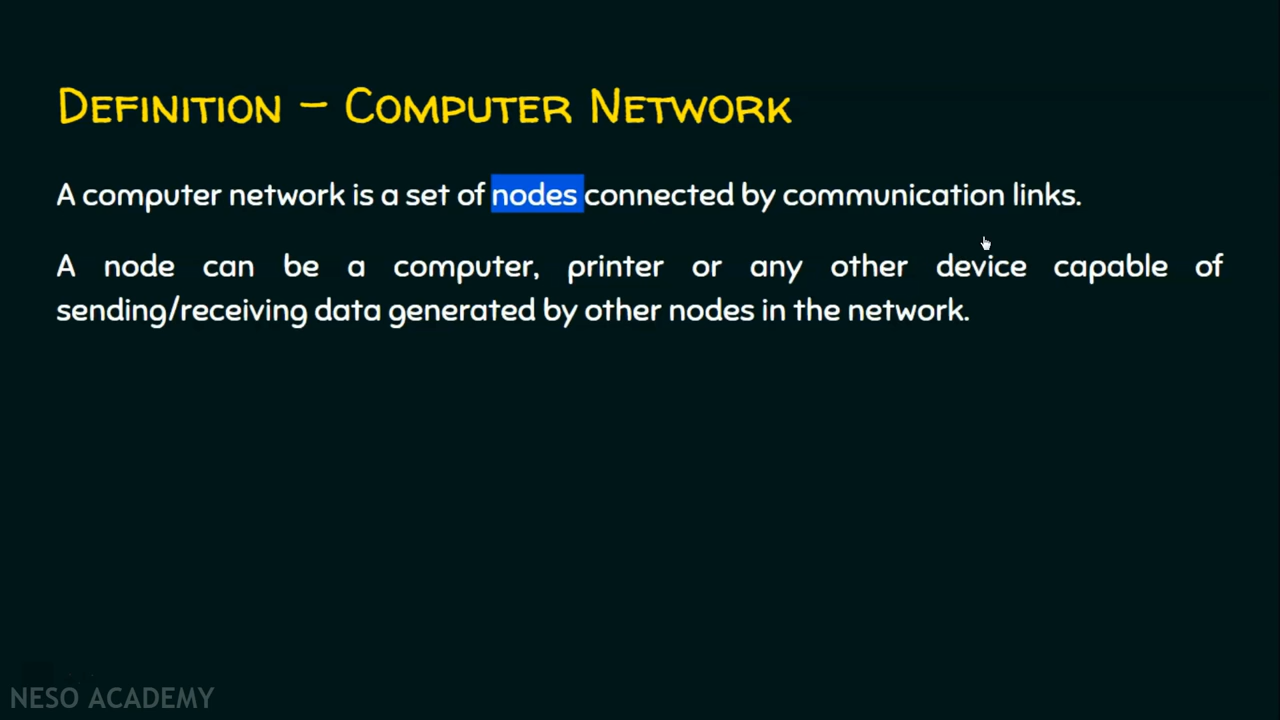 DEFINITION – COMPUTER NETWORK
A computer network is a set of nodes connected by communication links.
A node can be a computer, printer or any other device capable of
sending/receiving data generated by other nodes in the network.
NESO ACADEMY